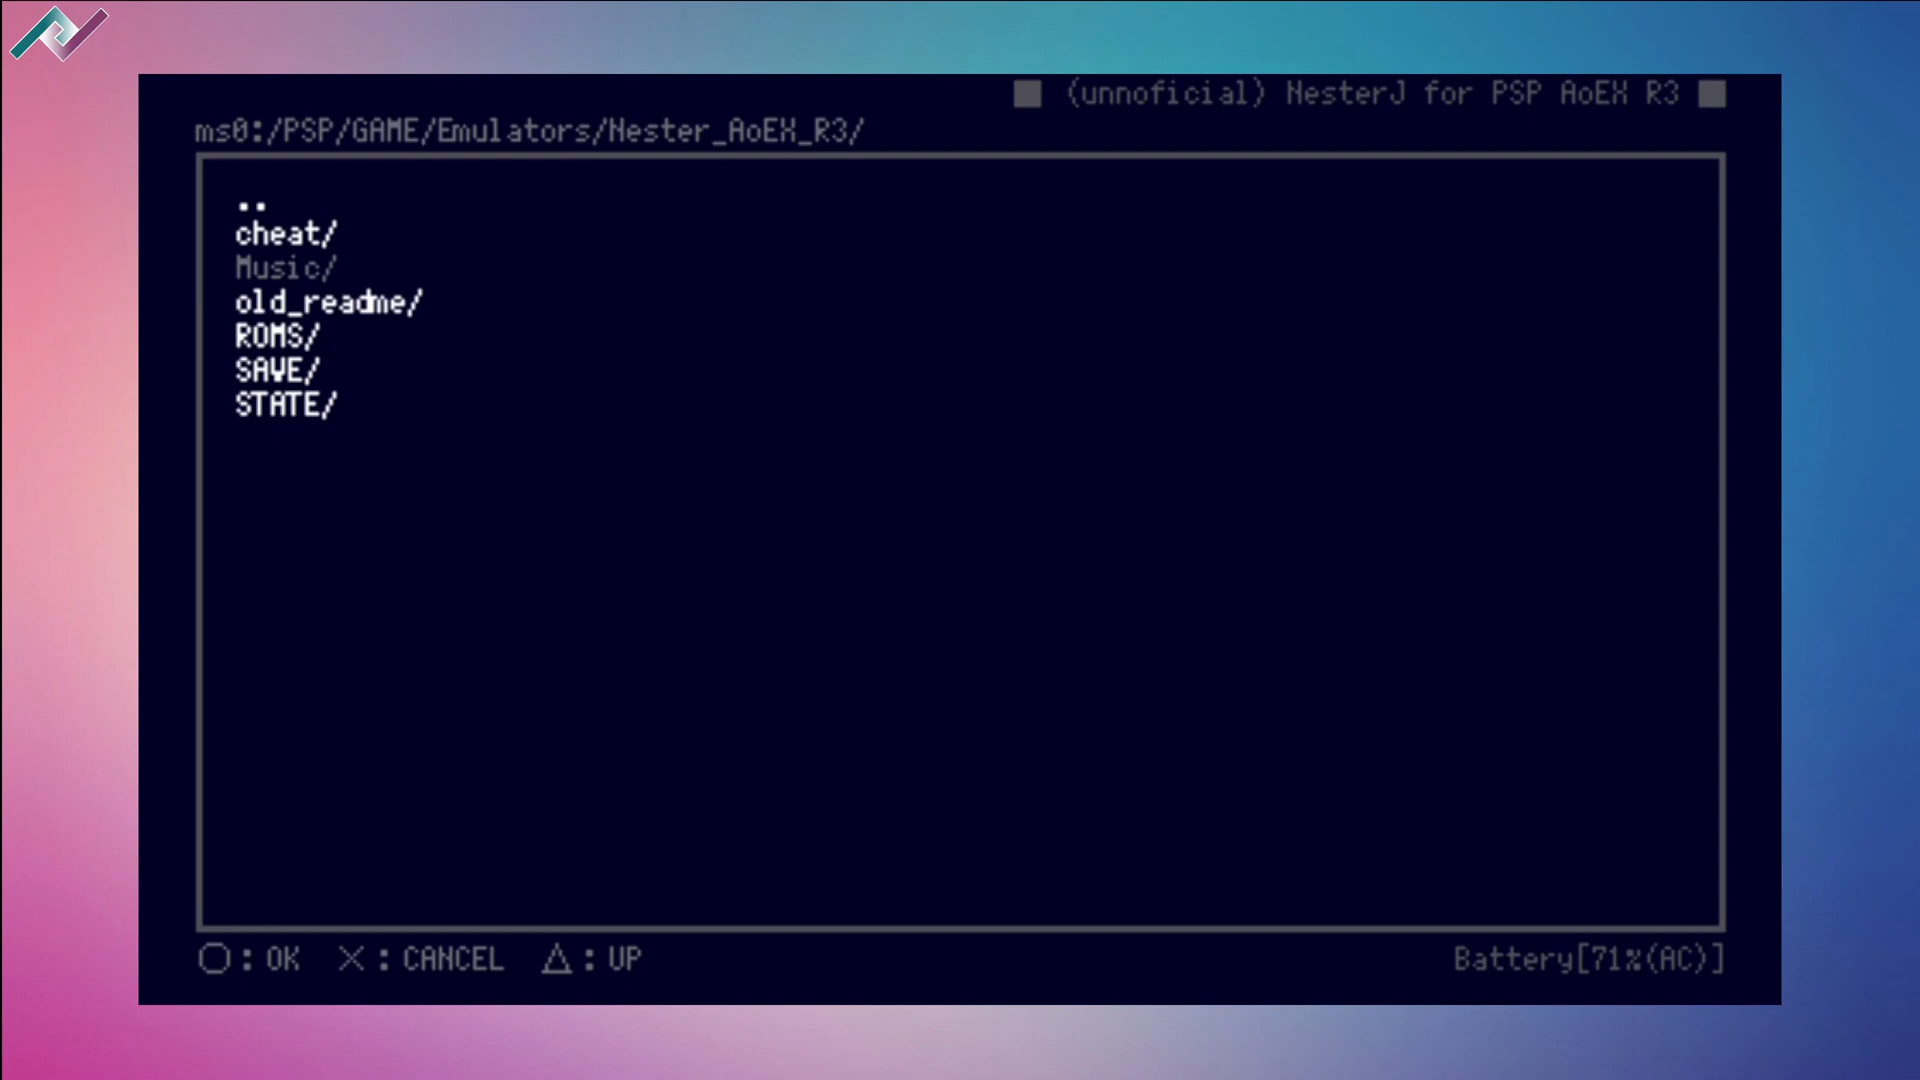 (unnoficial) NesterJ for PSP AoEX R3
ms0:/PSP/GAME/Emulators/Nester_AoEX_R3/
..
cheat/
Music/
old_readme/
ROMS/
SAVE/
STATE/
◯: OK ×: CANCEL △: UP
Battery[71%(AC)]